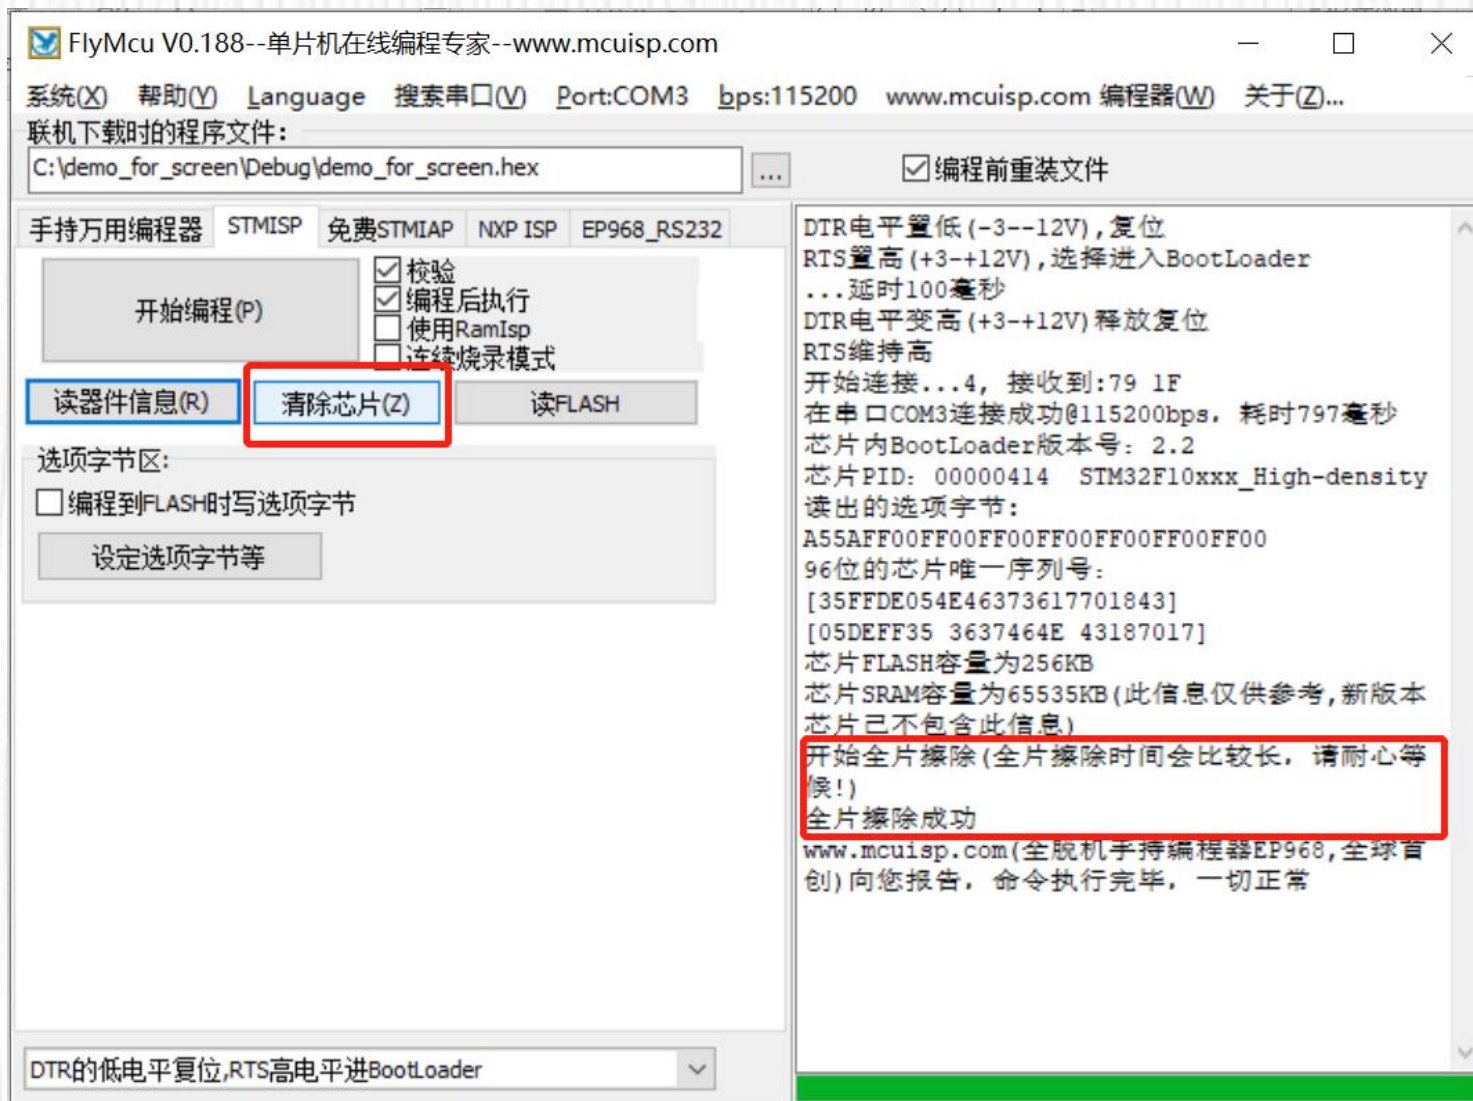 FlyMcu V0.188--单片机在线编程专家--www.mcuisp.com
系统(X) 帮助(Y) Language 搜索串口(V) Port:COM3 bps:115200 www.mcuisp.com 编程器(W) 关于(Z)...
联机下载时的程序文件：
C:\demo_for_screen\Debug\demo_for_screen.hex
...
编程前重装文件
手持万用编程器 STMISP 免费STMIAP NXP ISP EP968_RS232
开始编程(P)
校验
编程后执行
使用RamIsp
连续烧录模式
读器件信息(R) 清除芯片(Z) 读FLASH
选项字节区:
编程到FLASH时写选项字节
设定选项字节等
DTR的低电平复位,RTS高电平进BootLoader
DTR电平置低(-3--12V),复位
RTS置高(+3-+12V),选择进入BootLoader
...延时100毫秒
DTR电平变高(+3-+12V)释放复位
RTS维持高
开始连接...4, 接收到:79 1F
在串口COM3连接成功@115200bps，耗时797毫秒
芯片内BootLoader版本号：2.2
芯片PID：00000414 STM32F10xxx_High-density
读出的选项字节:
A55AFF00FF00FF00FF00FF00FF00FF00
96位的芯片唯一序列号:
[35FFDE054E46373617701843]
[05DEFF35 3637464E 43187017]
芯片FLASH容量为256KB
芯片SRAM容量为65535KB(此信息仅供参考,新版本
芯片已不包含此信息)
开始全片擦除(全片擦除时间会比较长，请耐心等
候!)
全片擦除成功
www.mcuisp.com(全脱机手持编程器EP968,全球首
创)向您报告，命令执行完毕，一切正常